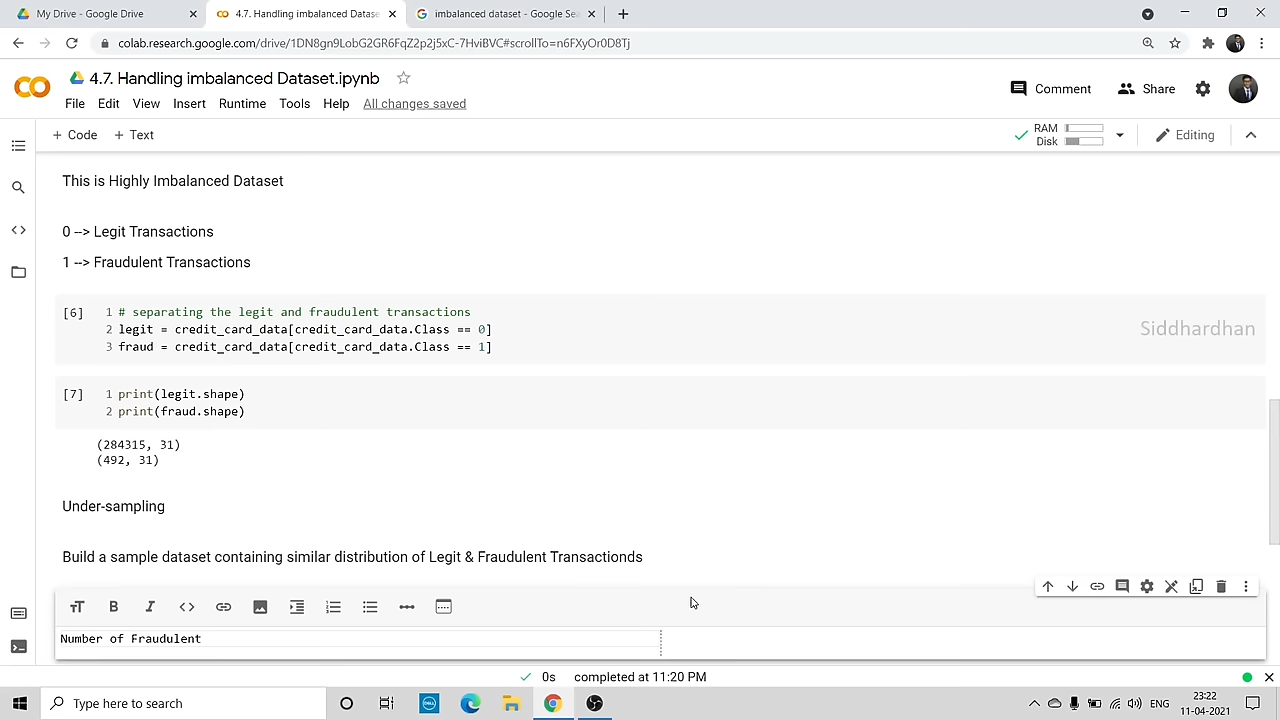 My Drive - Google Drive
4.7. Handling imbalanced Datase
imbalanced dataset - Google Sea
colab.research.google.com/drive/1DN8gn9LobG2GR6FqZ2p2j5xC-7HviBVC#scrollTo=n6FXyOr0D8Tj
4.7. Handling imbalanced Dataset.ipynb
Comment
Share
File Edit View Insert Runtime Tools Help All changes saved
+ Code + Text
RAM
Disk
Editing
This is Highly Imbalanced Dataset
0 --> Legit Transactions
1 --> Fraudulent Transactions
[6] 1 # separating the legit and fraudulent transactions
2 legit = credit_card_data[credit_card_data.Class == 0]
3 fraud = credit_card_data[credit_card_data.Class == 1]
Siddhardhan
[7] 1 print(legit.shape)
2 print(fraud.shape)
(284315, 31)
(492, 31)
Under-sampling
Build a sample dataset containing similar distribution of Legit & Fraudulent Transactionds
Number of Fraudulent
0s completed at 11:20 PM
Type here to search
DELL
ENG
23:22
11-04-2021